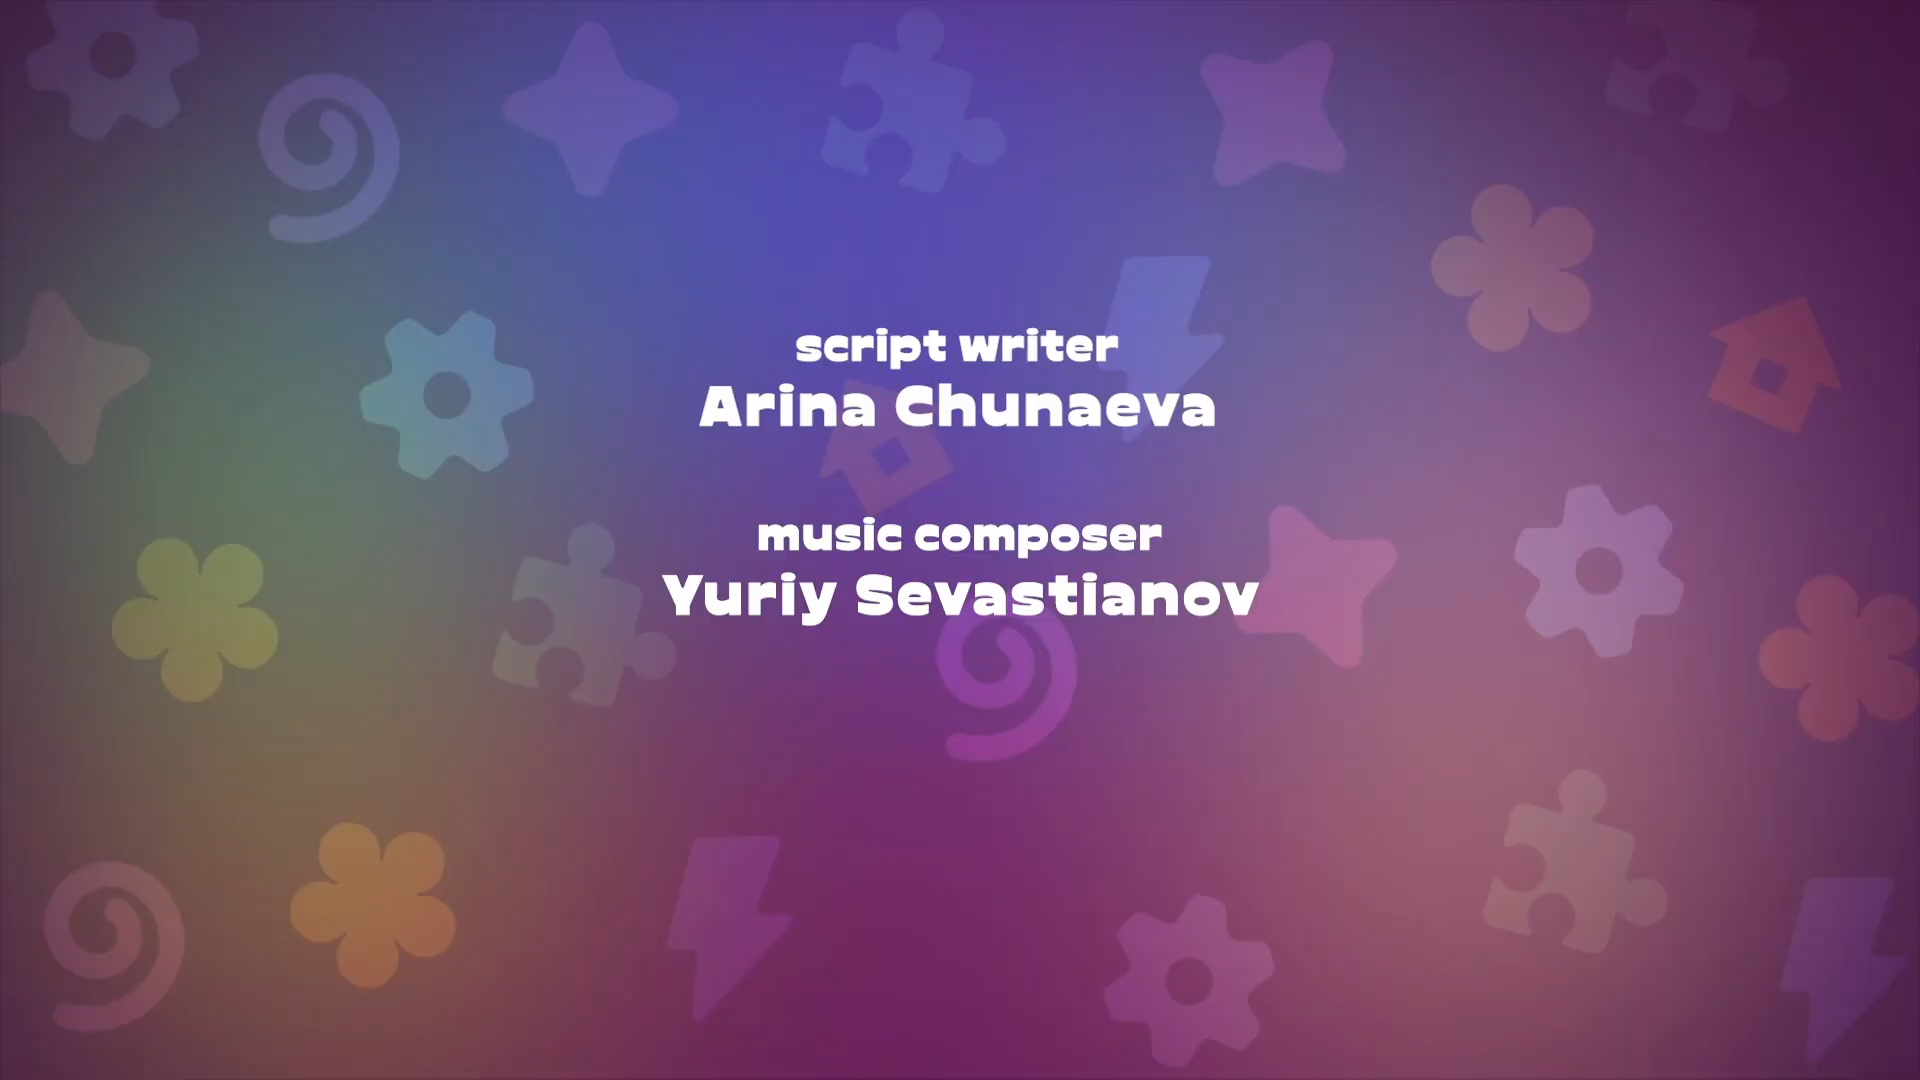 script writer
Arina Chunaeva
music composer
Yuriy Sevastianov